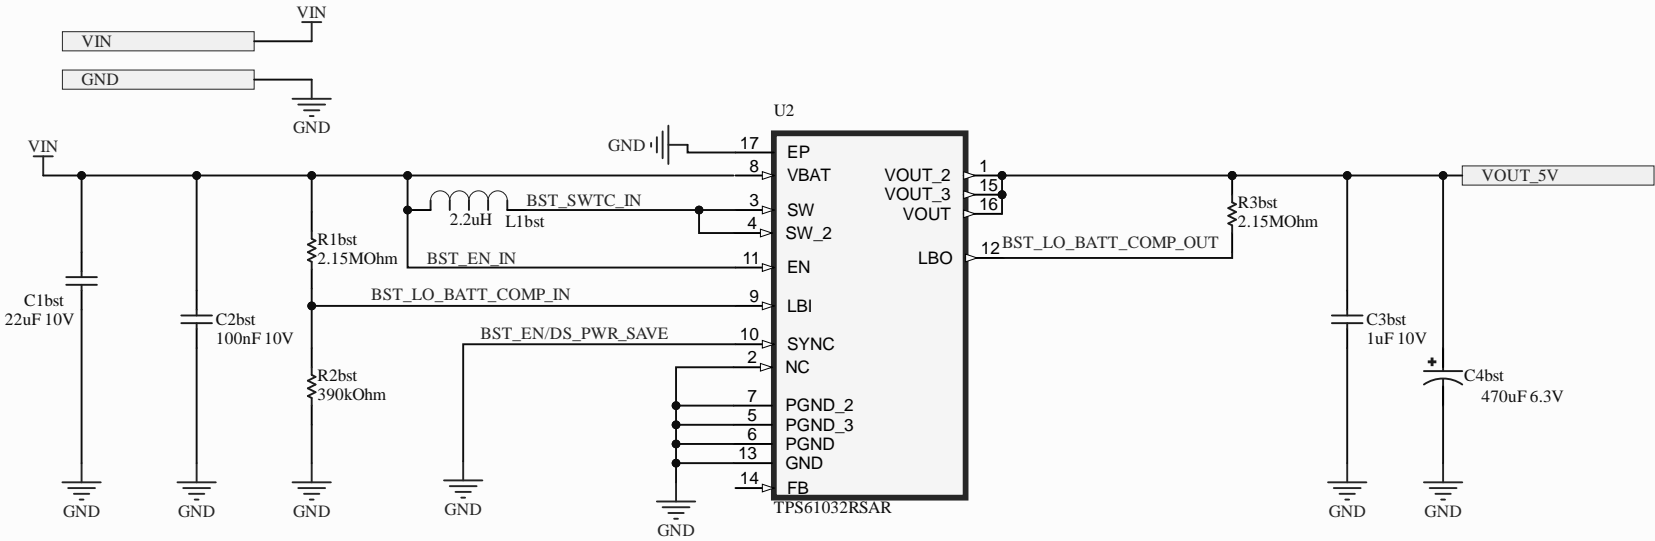 VIN
VIN
GND
GND
U2
VIN
GND
17 EP
8 VBAT
VOUT_2 1
VOUT_5V
VOUT_3 15
BST_SWTC_IN
3 SW
VOUT 16
R3bst
2.15MOhm
2.2uH L1bst
4 SW_2
R1bst
2.15MOhm
BST_EN_IN
11 EN
LBO 12 BST_LO_BATT_COMP_OUT
BST_LO_BATT_COMP_IN
9 LBI
C1bst
22uF 10V
C2bst
100nF 10V
BST_EN/DS_PWR_SAVE
10 SYNC
C3bst
1uF 10V
2 NC
R2bst
390kOhm
+
C4bst
470uF 6.3V
7 PGND_2
5 PGND_3
6 PGND
13 GND
14 FB
TPS61032RSAR
GND
GND
GND
GND
GND
GND
GND